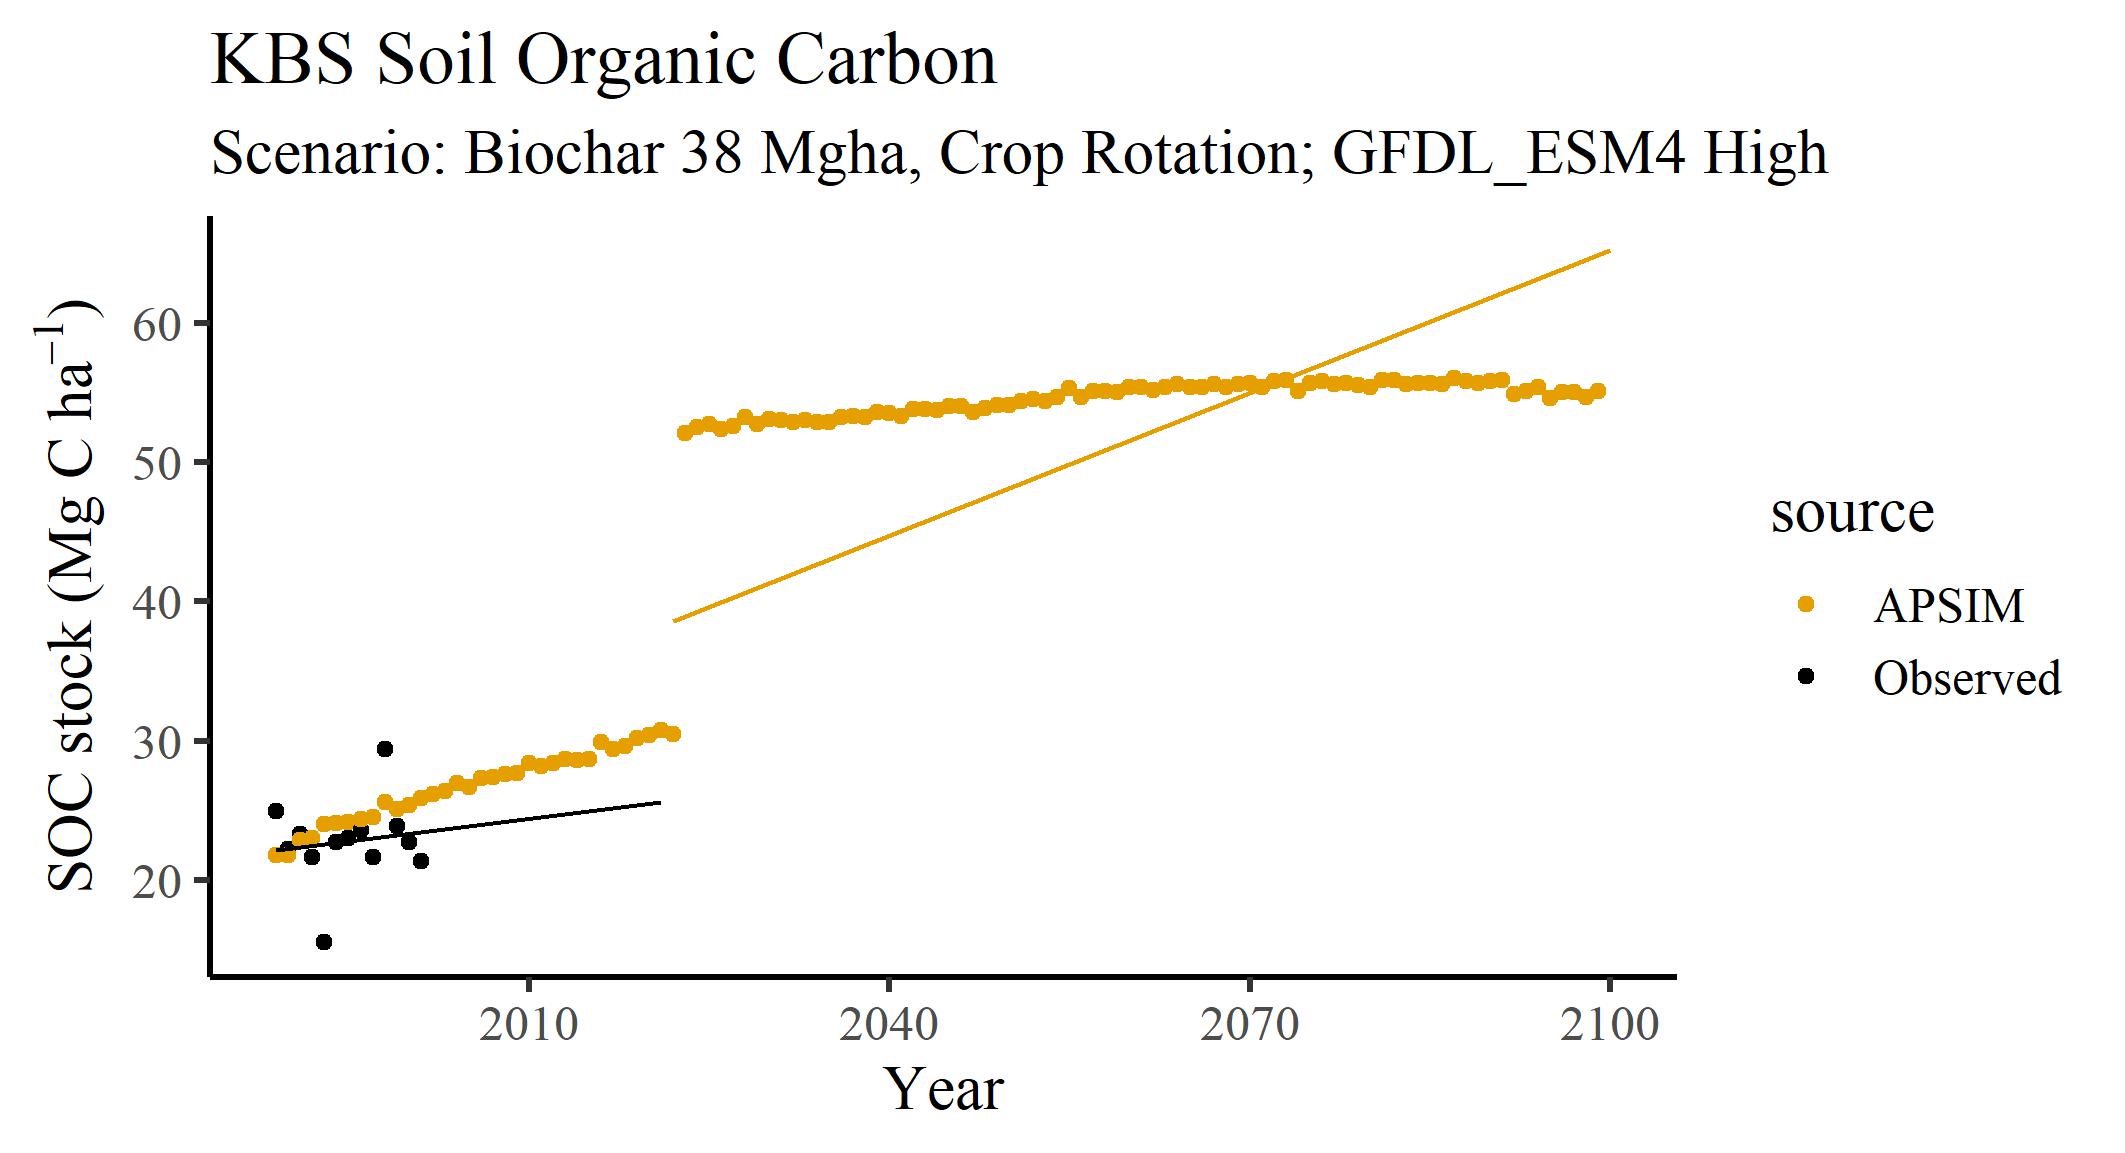 KBS Soil Organic Carbon
Scenario: Biochar 38 Mgha, Crop Rotation; GFDL_ESM4 High
SOC stock (Mg C ha⁻¹)
60
50
40
30
20
2010
2040
2070
2100
Year
source
APSIM
Observed